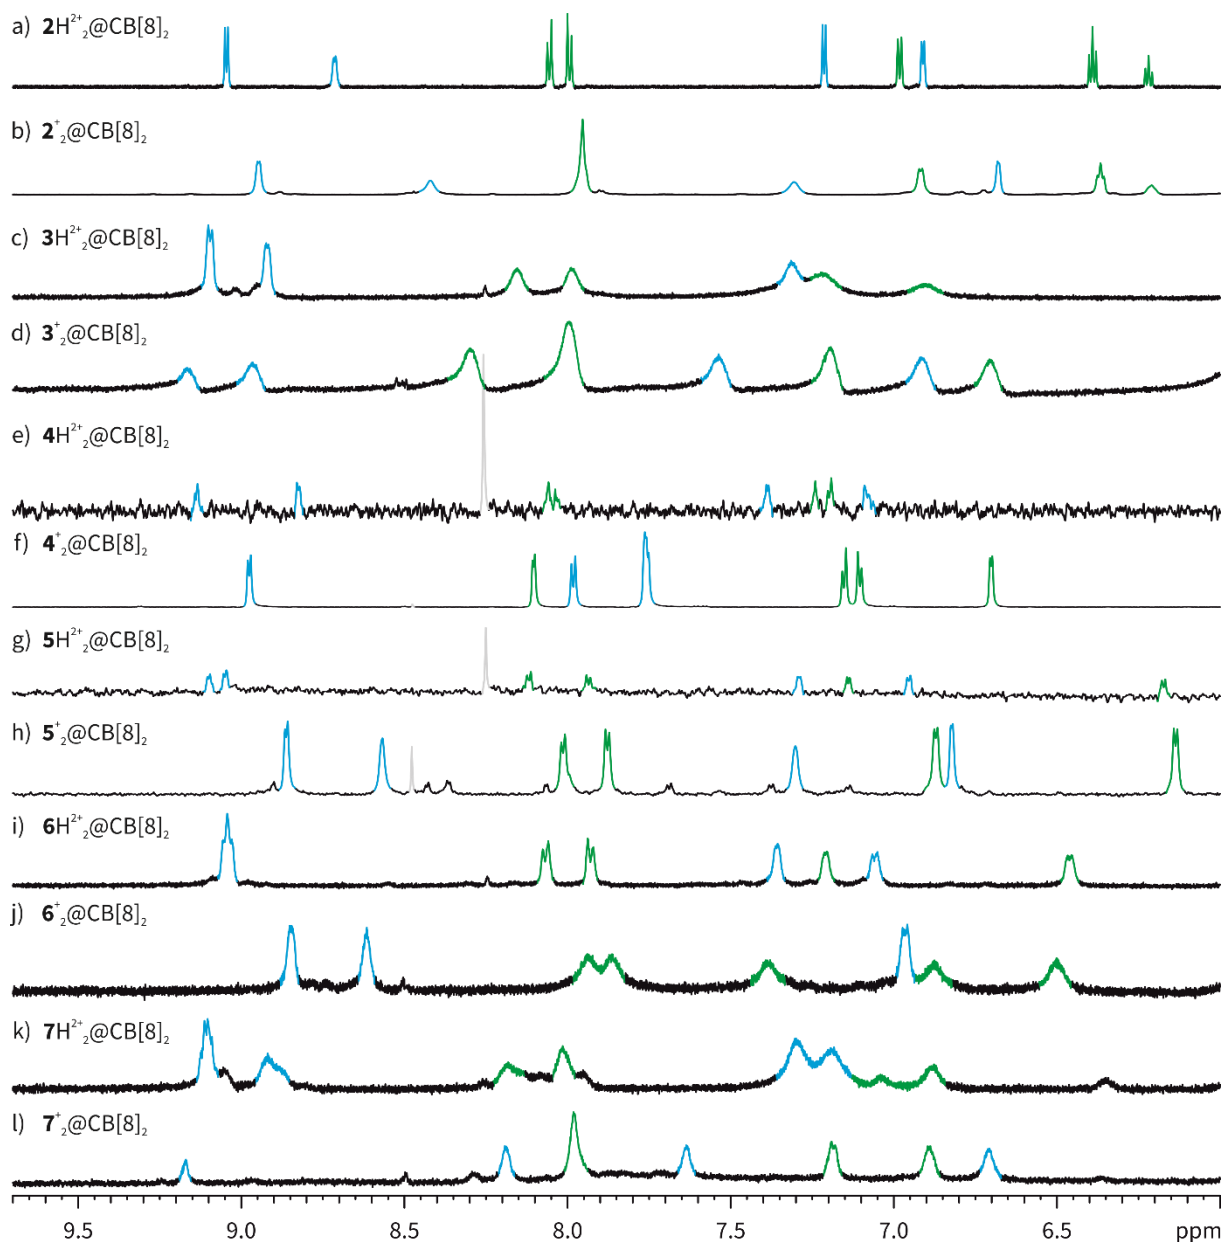 a) 2H²⁺₂@CB[8]₂
b) 2⁺₂@CB[8]₂
c) 3H²⁺₂@CB[8]₂
d) 3⁺₂@CB[8]₂
e) 4H²⁺₂@CB[8]₂
f) 4⁺₂@CB[8]₂
g) 5H²⁺₂@CB[8]₂
h) 5⁺₂@CB[8]₂
i) 6H²⁺₂@CB[8]₂
j) 6⁺₂@CB[8]₂
k) 7H²⁺₂@CB[8]₂
l) 7⁺₂@CB[8]₂
9.5 9.0 8.5 8.0 7.5 7.0 6.5 ppm